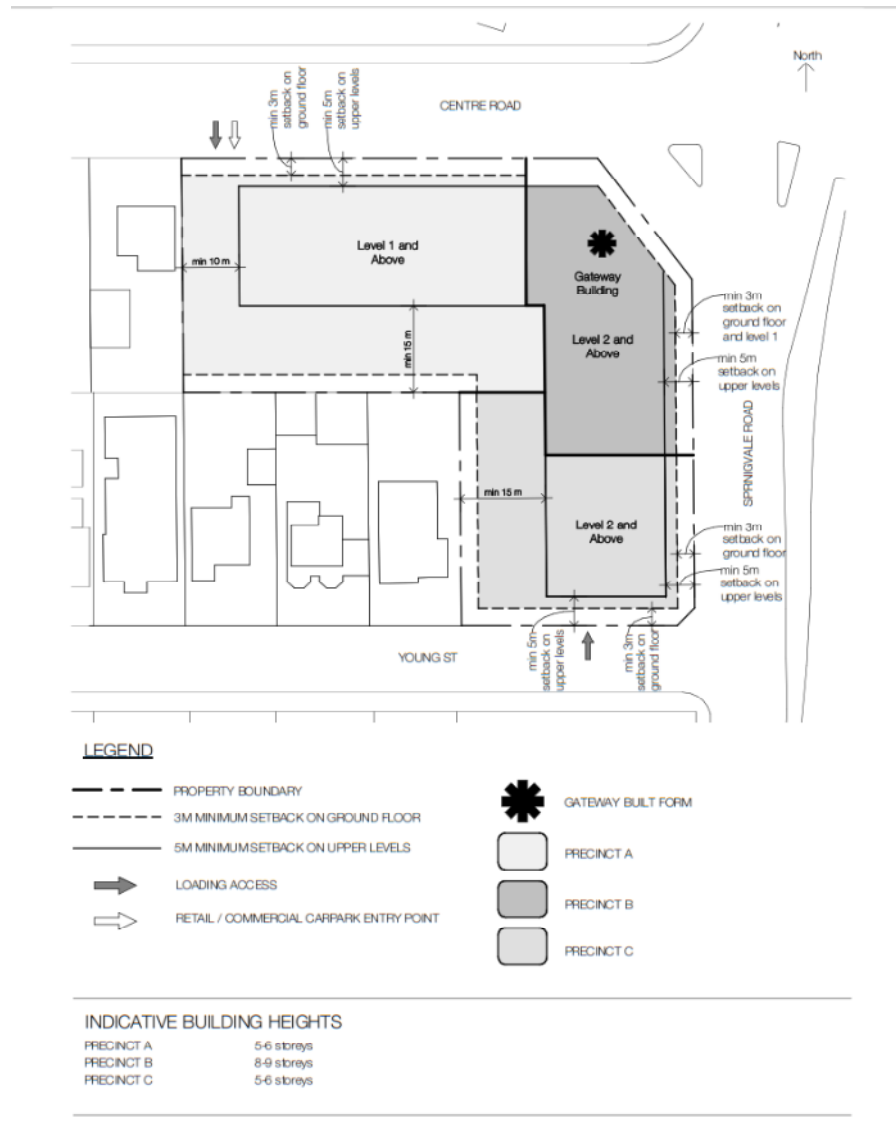 North
CENTRE ROAD
min 3m
setback on
ground floor
min 5m
setback on
upper levels
Level 1 and
Above
min 10 m
min 15 m
Gateway
Building
Level 2 and
Above
min 3m
setback on
ground floor
and level 1
min 5m
setback on
upper levels
SPRNIGVALE ROAD
min 15 m
Level 2 and
Above
min 3m
setback on
ground floor
min 5m
setback on
upper levels
YOUNG ST
min 5m
setback on
upper levels
min 3m
setback on
ground floor
LEGEND
PROPERTY BOUNDARY
3M MINIMUM SETBACK ON GROUND FLOOR
5M MINIMUM SETBACK ON UPPER LEVELS
LOADING ACCESS
RETAIL / COMMERCIAL CARPARK ENTRY POINT
GATEWAY BUILT FORM
PRECINCT A
PRECINCT B
PRECINCT C
INDICATIVE BUILDING HEIGHTS
PRECINCT A 5-6 storeys
PRECINCT B 8-9 storeys
PRECINCT C 5-6 storeys